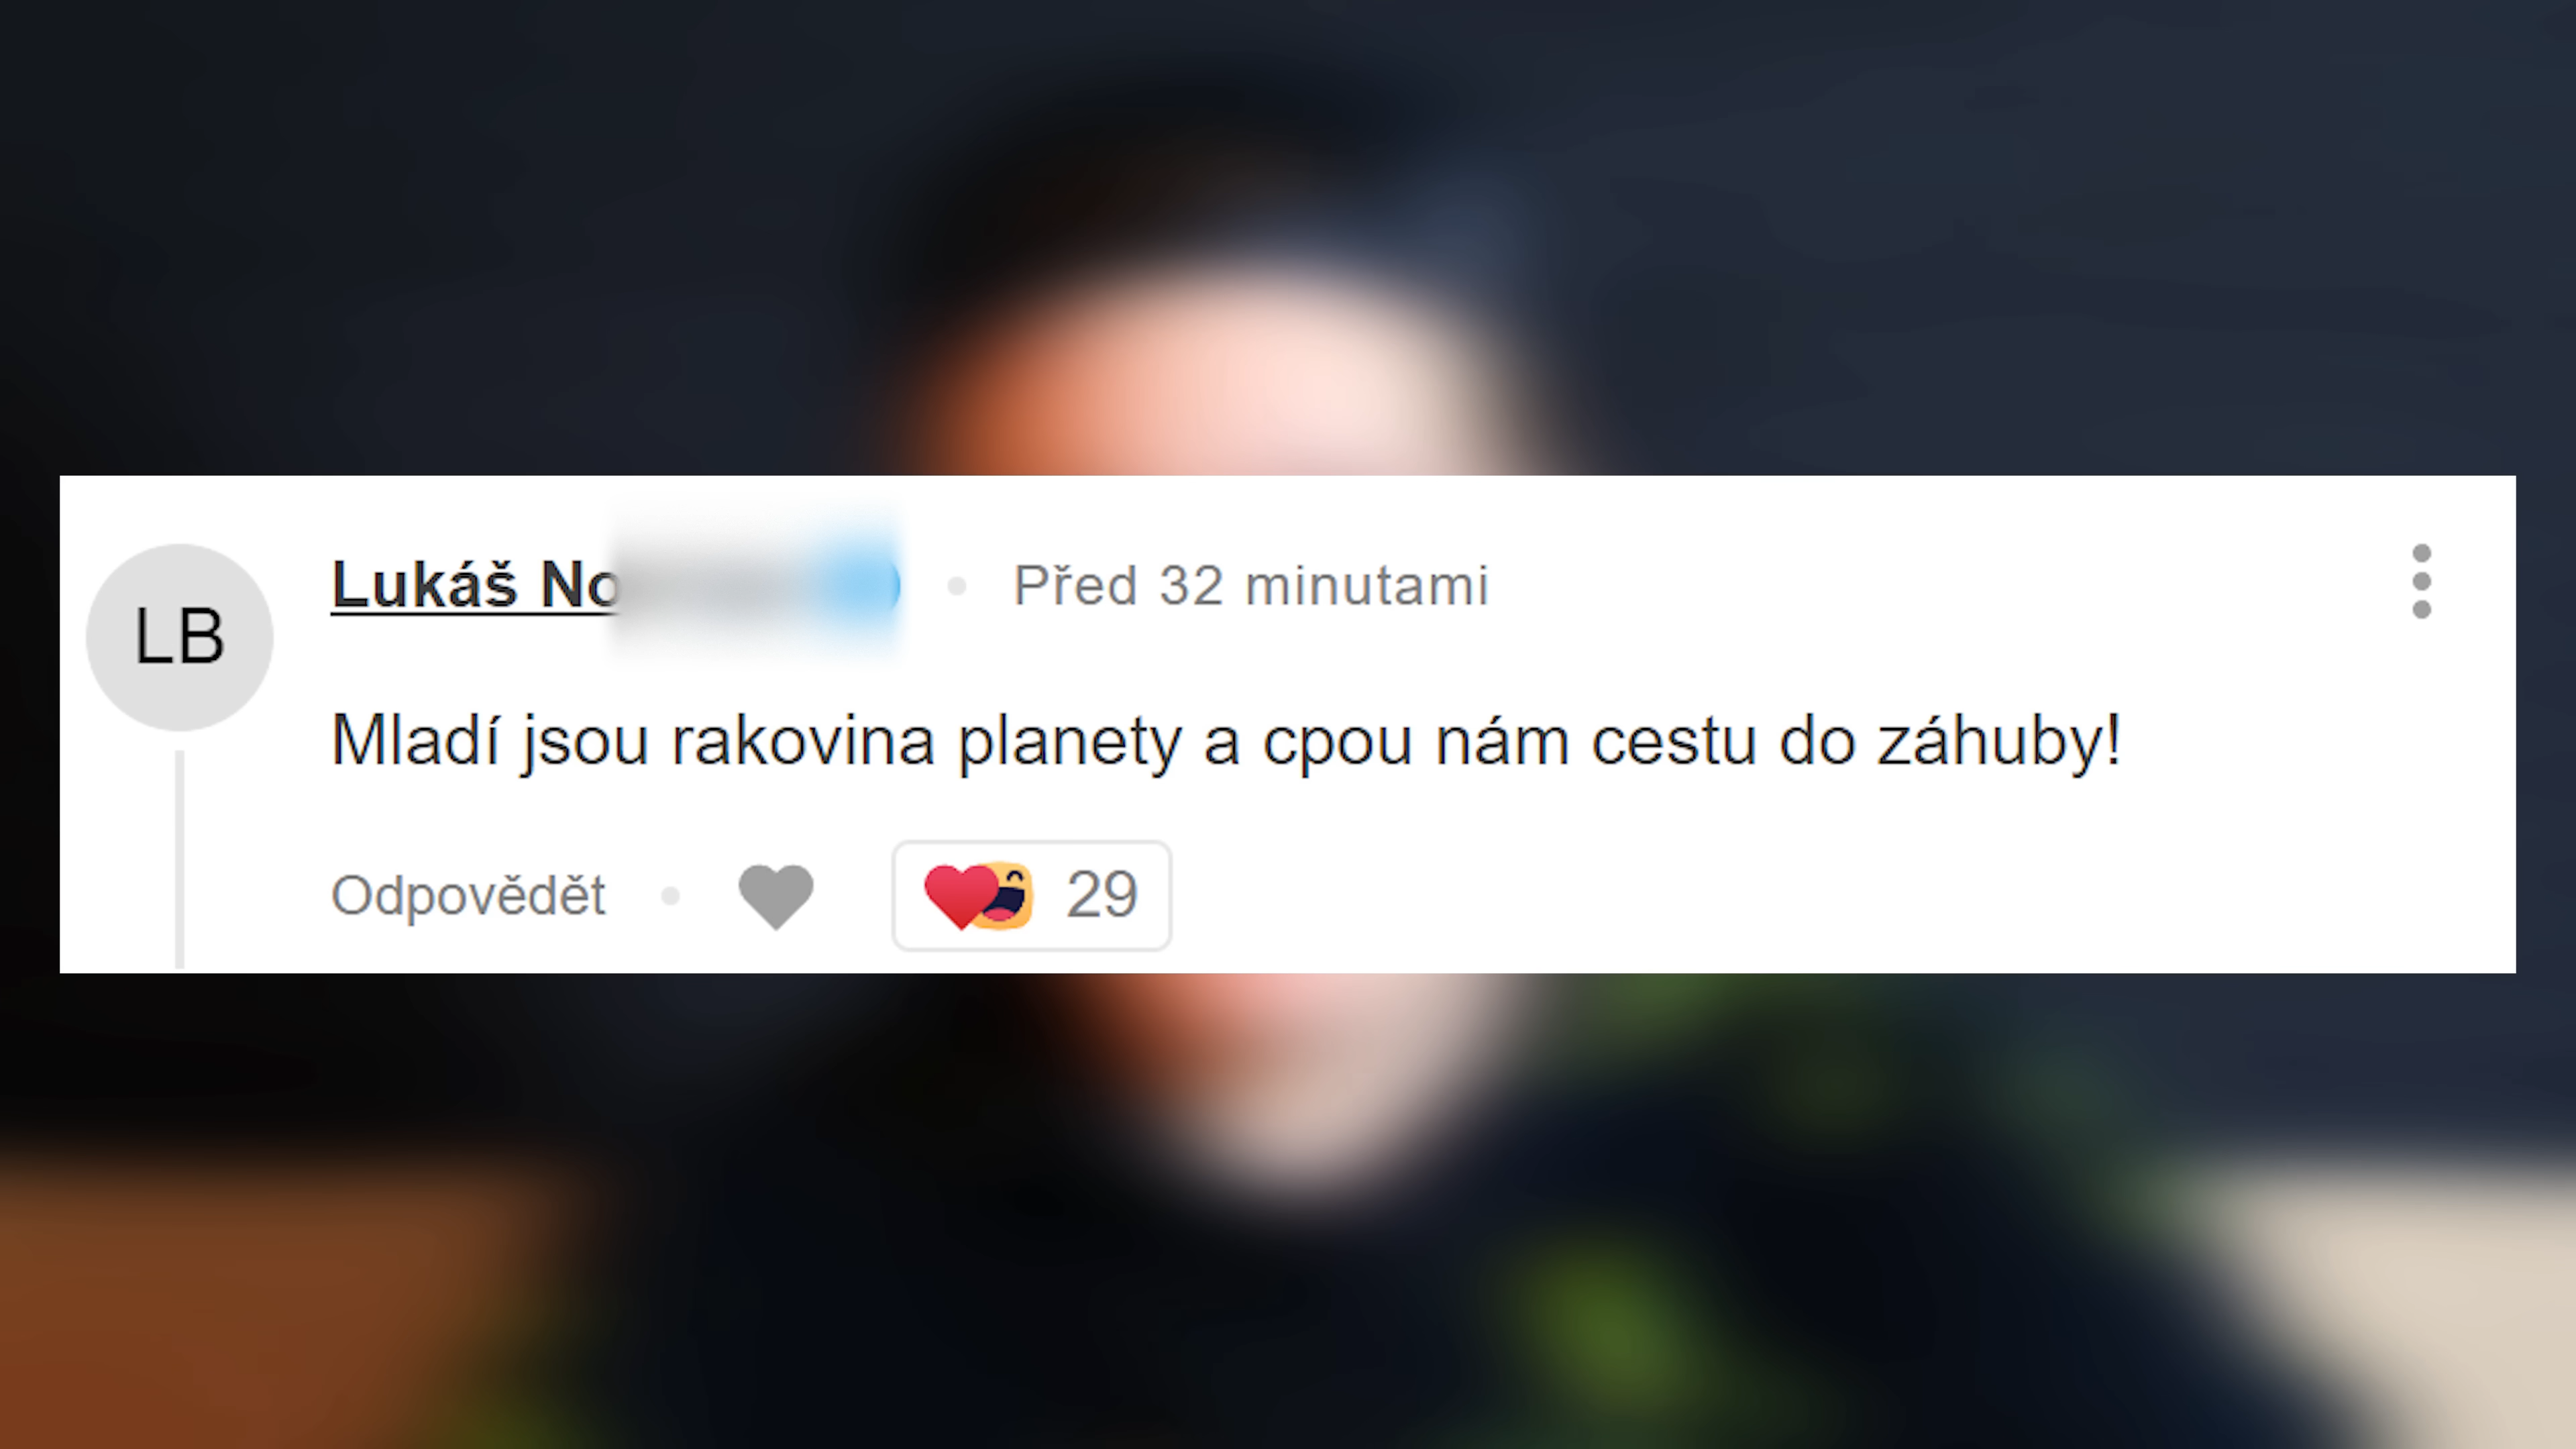 LB
Lukáš No
Před 32 minutami
Mladí jsou rakovina planety a cpou nám cestu do záhuby!
Odpovědět
29